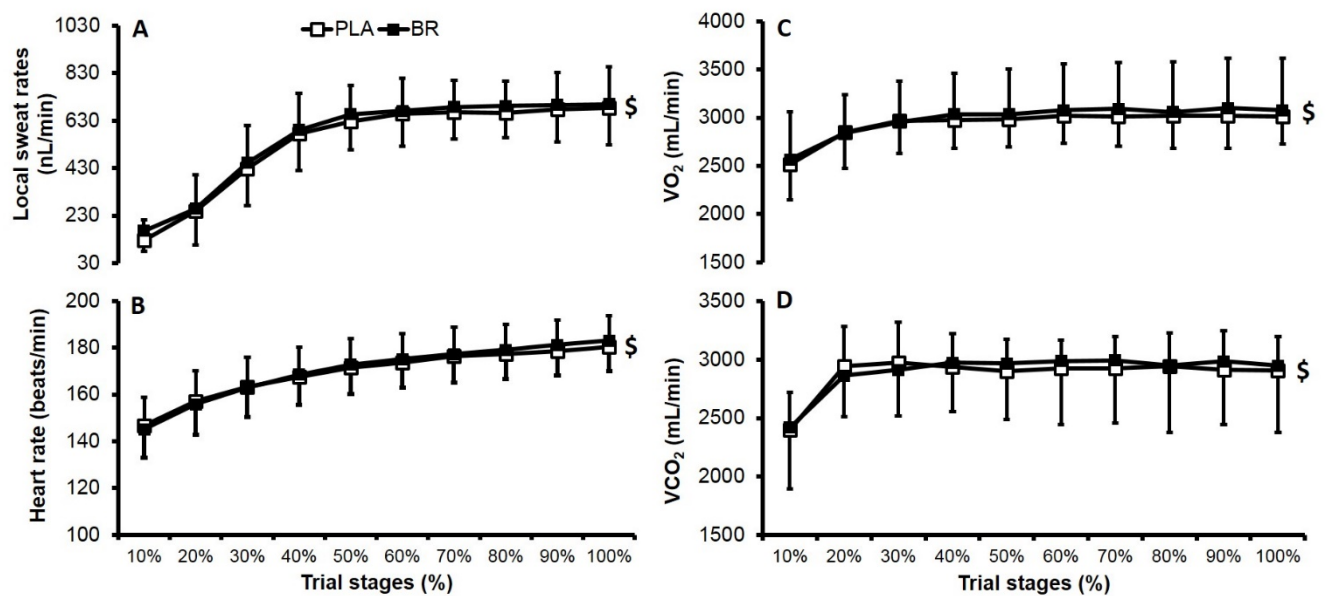 A
PLA BR
Local sweat rates
(nL/min)
1030
830
630
430
230
30
$
B
Heart rate (beats/min)
200
180
160
140
120
100
$
10% 20% 30% 40% 50% 60% 70% 80% 90% 100%
Trial stages (%)
C
VO₂ (mL/min)
4000
3500
3000
2500
2000
1500
$
D
VCO₂ (mL/min)
3500
3000
2500
2000
1500
$
10% 20% 30% 40% 50% 60% 70% 80% 90% 100%
Trial stages (%)